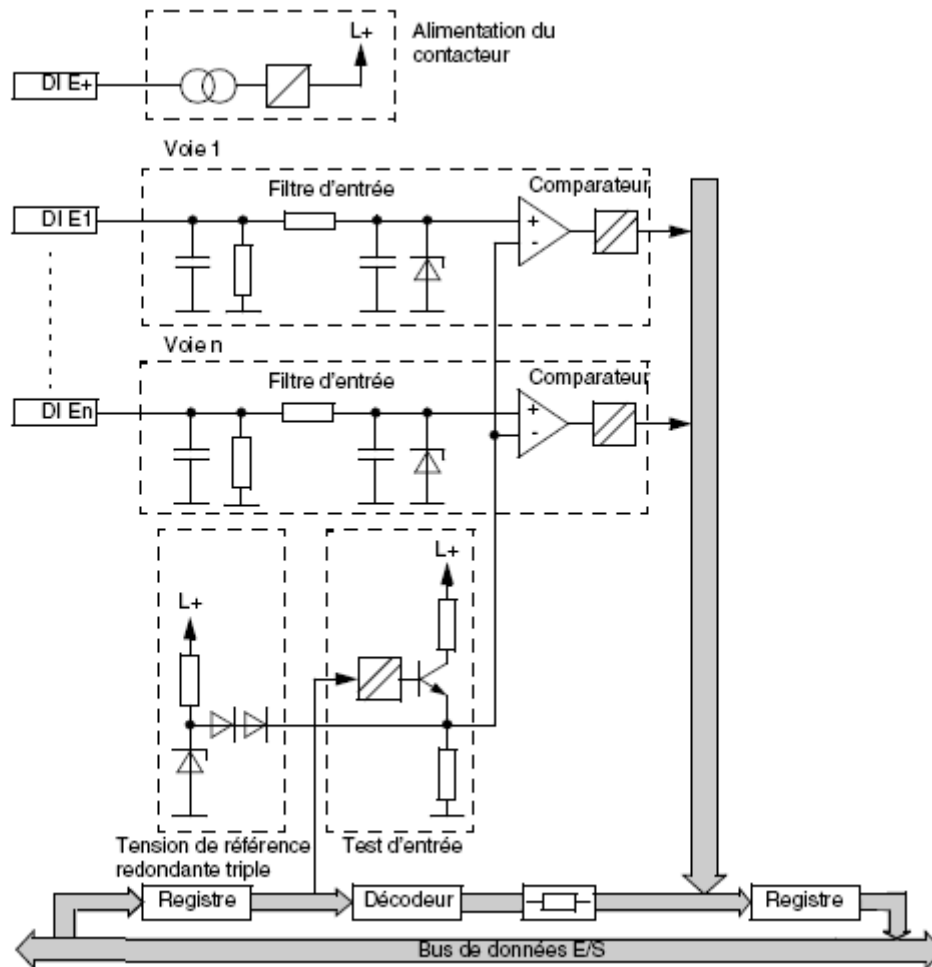 L+
Alimentation du
contacteur
DI E+
Voie 1
Filtre d'entrée
Comparateur
DI E1
+
-
Voie n
Filtre d'entrée
Comparateur
DI En
+
-
L+
L+
Tension de référence
redondante triple
Test d'entrée
Registre
Décodeur
Registre
Bus de données E/S